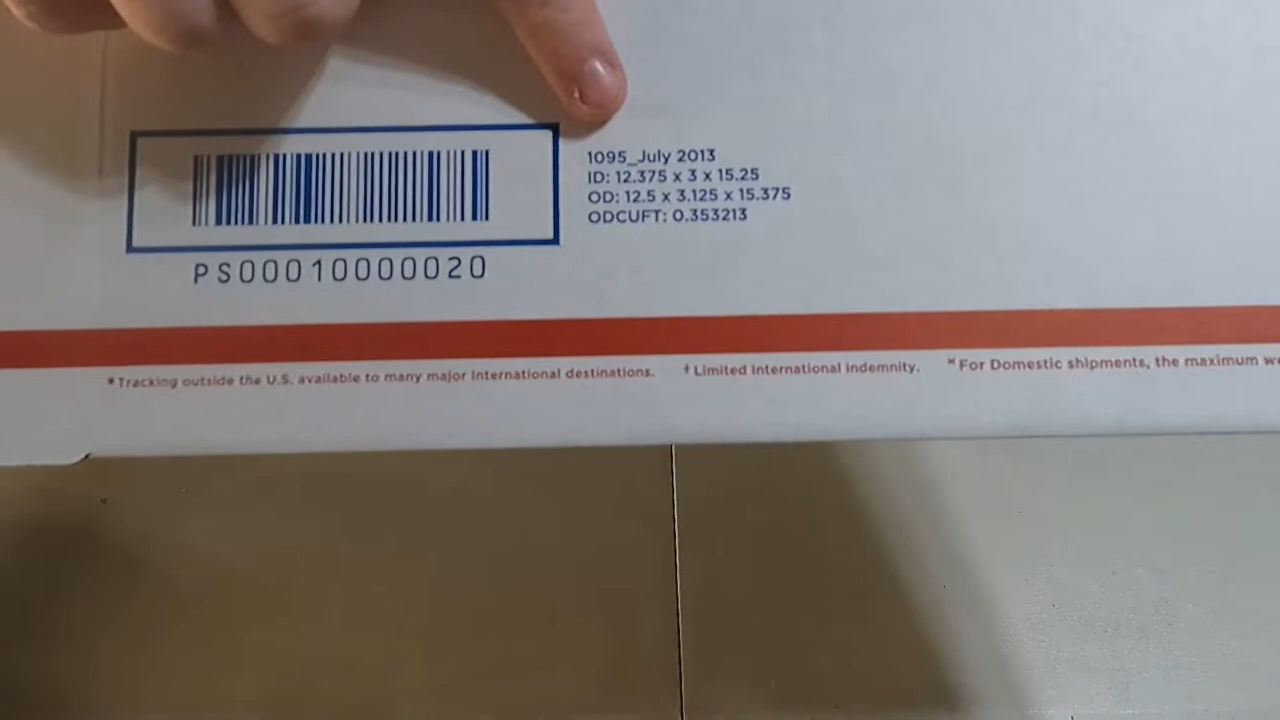 1095_July 2013
ID: 12.375 x 3 x 15.25
OD: 12.5 x 3.125 x 15.375
ODCUFT: 0.353213
PS00010000020
*Tracking outside the U.S. available to many major International destinations. † Limited International indemnity. ¤ For Domestic shipments, the maximum